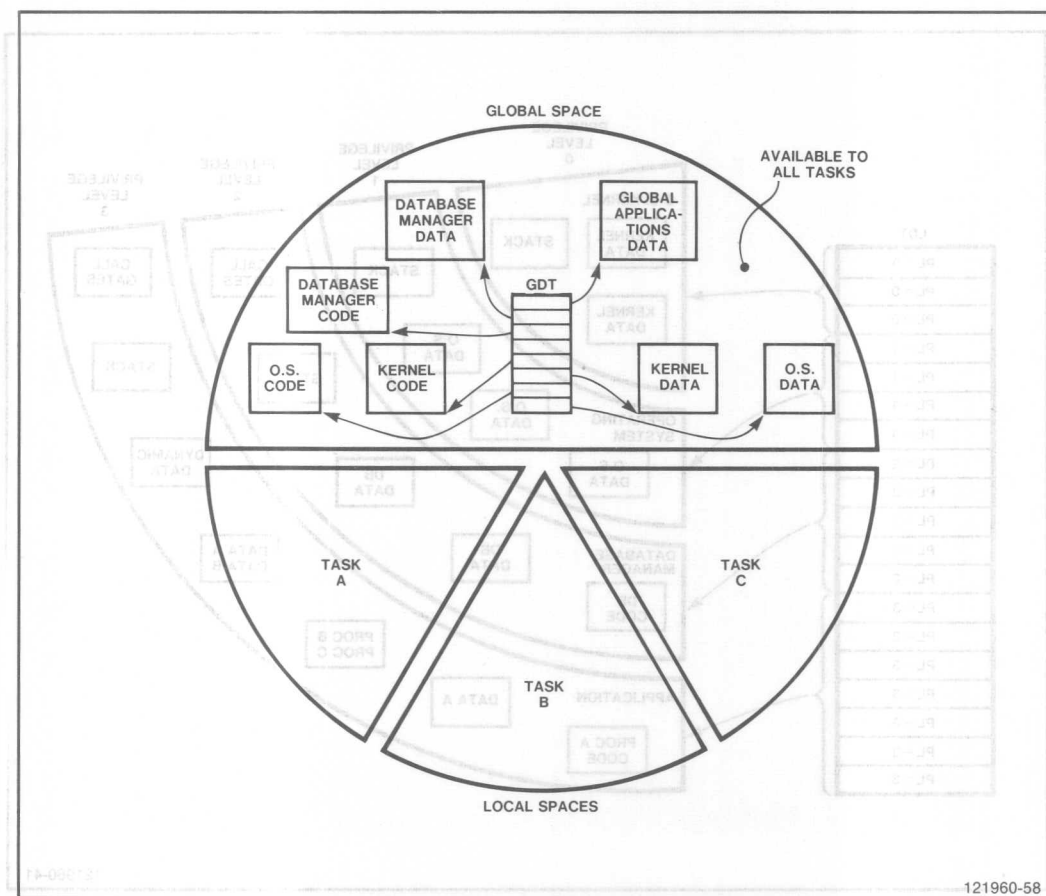 GLOBAL SPACE
AVAILABLE TO
ALL TASKS
DATABASE
MANAGER
DATA
GLOBAL
APPLICA-
TIONS
DATA
DATABASE
MANAGER
CODE
GDT
O.S.
CODE
KERNEL
CODE
KERNEL
DATA
O.S.
DATA
TASK
A
TASK
B
TASK
C
LOCAL SPACES
121960-58